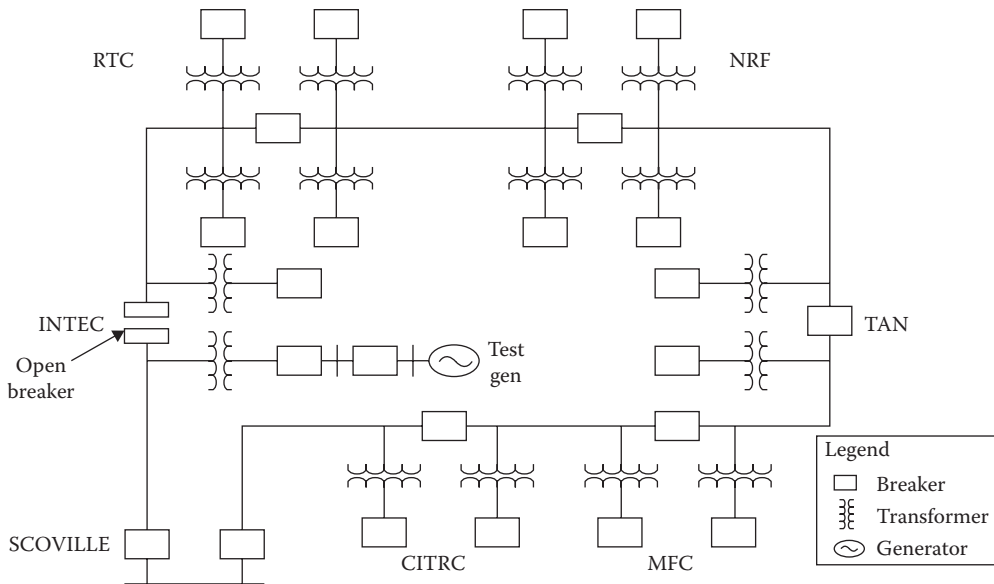 RTC
NRF
INTEC
Open
breaker
Test
gen
TAN
SCOVILLE
CITRC
MFC
Legend
Breaker
Transformer
Generator